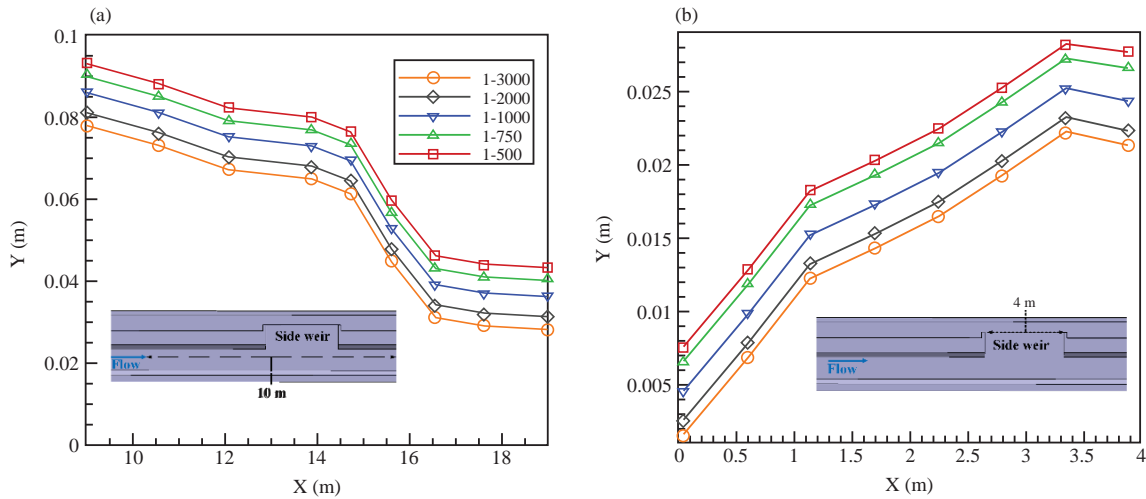 (a)
0.1
0.08
0.06
0.04
0.02
0
Y (m)
1-3000
1-2000
1-1000
1-750
1-500
Side weir
Flow
10 m
10
12
14
16
18
X (m)
(b)
0.025
0.02
0.015
0.01
0.005
Y (m)
4 m
Side weir
Flow
0
0.5
1
1.5
2
2.5
3
3.5
4
X (m)